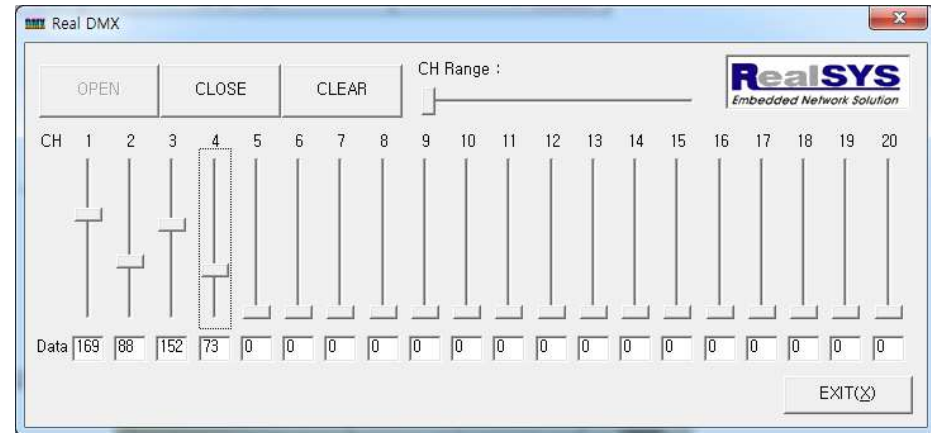 Real DMX
OPEN CLOSE CLEAR CH Range :
RealSYS
Embedded Network Solution
CH 1 2 3 4 5 6 7 8 9 10 11 12 13 14 15 16 17 18 19 20
Data 169 88 152 73 0 0 0 0 0 0 0 0 0 0 0 0 0 0 0 0
EXIT(X)